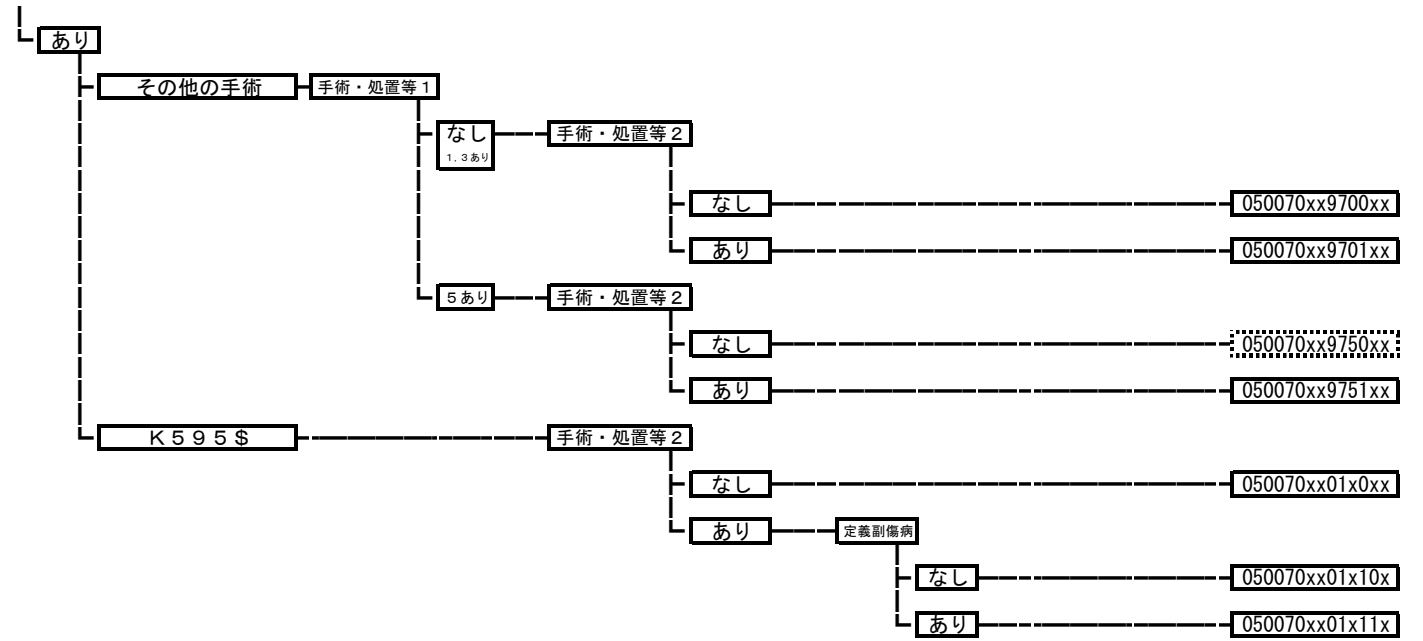 あり
その他の手術 手術・処置等１
なし 手術・処置等２
１，３あり
なし 050070xx9700xx
あり 050070xx9701xx
５あり 手術・処置等２
なし 050070xx9750xx
あり 050070xx9751xx
Ｋ５９５＄ 手術・処置等２
なし 050070xx01x0xx
あり 定義副傷病
なし 050070xx01x10x
あり 050070xx01x11x